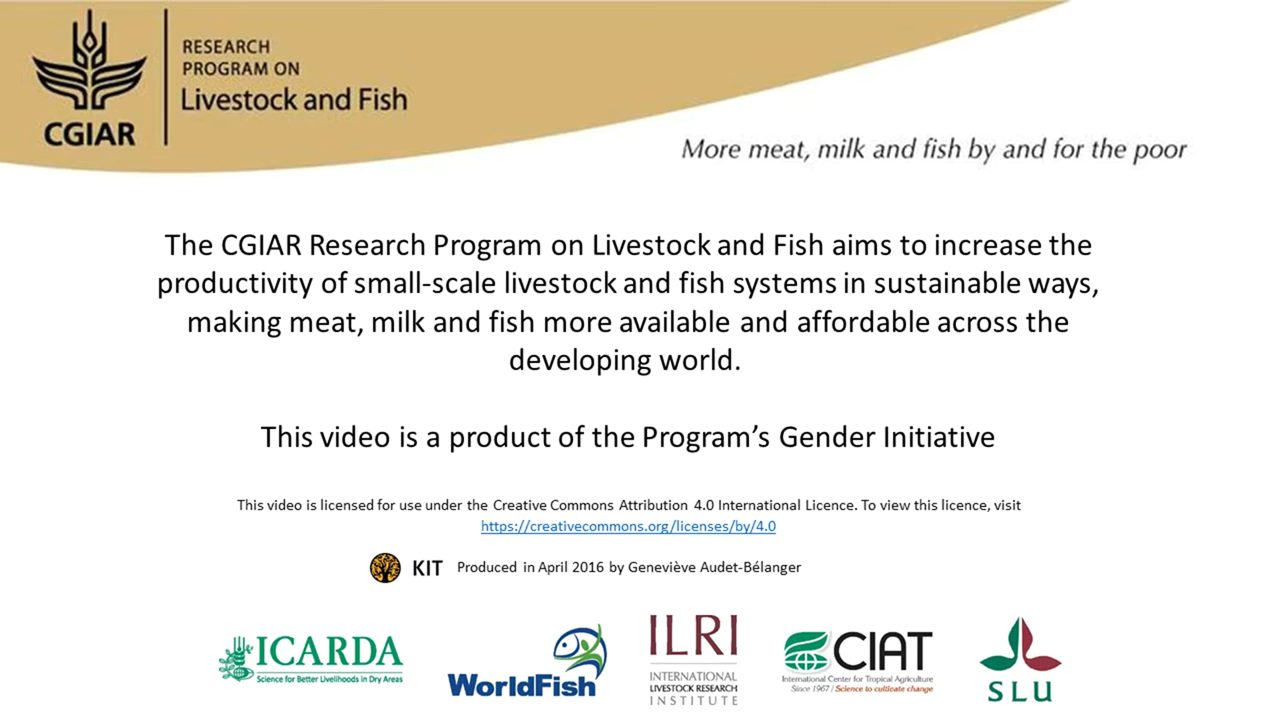 RESEARCH
PROGRAM ON
Livestock and Fish
CGIAR
More meat, milk and fish by and for the poor
The CGIAR Research Program on Livestock and Fish aims to increase the
productivity of small-scale livestock and fish systems in sustainable ways,
making meat, milk and fish more available and affordable across the
developing world.
This video is a product of the Program’s Gender Initiative
This video is licensed for use under the Creative Commons Attribution 4.0 International Licence. To view this licence, visit
https://creativecommons.org/licenses/by/4.0
KIT Produced in April 2016 by Geneviève Audet-Bélanger
ICARDA
Science for Better Livelihoods in Dry Areas
WorldFish
ILRI
INTERNATIONAL
LIVESTOCK RESEARCH
INSTITUTE
CIAT
International Center for Tropical Agriculture
Since 1967 / Science to cultivate change
SLU